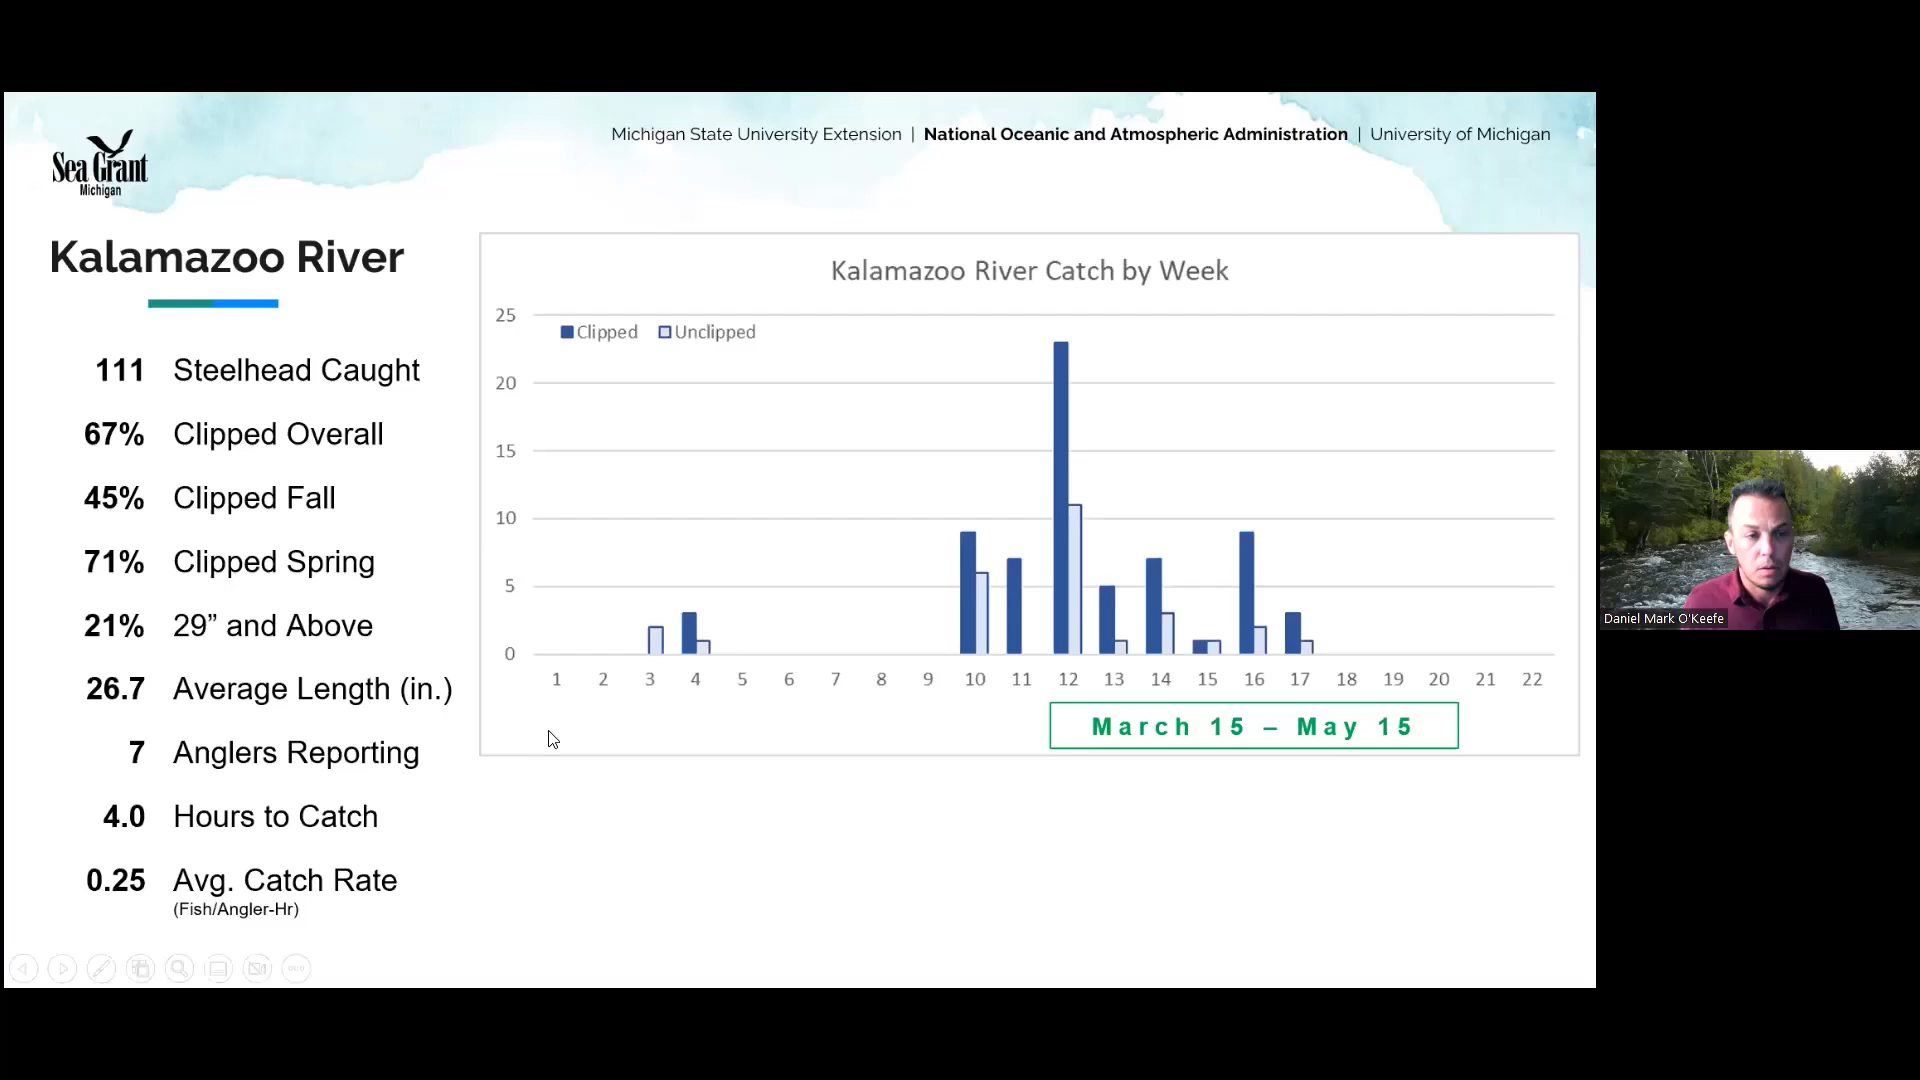 Sea Grant
Michigan
Michigan State University Extension | National Oceanic and Atmospheric Administration | University of Michigan
Kalamazoo River
111 Steelhead Caught
67% Clipped Overall
45% Clipped Fall
71% Clipped Spring
21% 29” and Above
26.7 Average Length (in.)
7 Anglers Reporting
4.0 Hours to Catch
0.25 Avg. Catch Rate
(Fish/Angler-Hr)
Kalamazoo River Catch by Week
Clipped Unclipped
25
20
15
10
5
0
1 2 3 4 5 6 7 8 9 10 11 12 13 14 15 16 17 18 19 20 21 22
March 15 – May 15
Daniel Mark O'Keefe